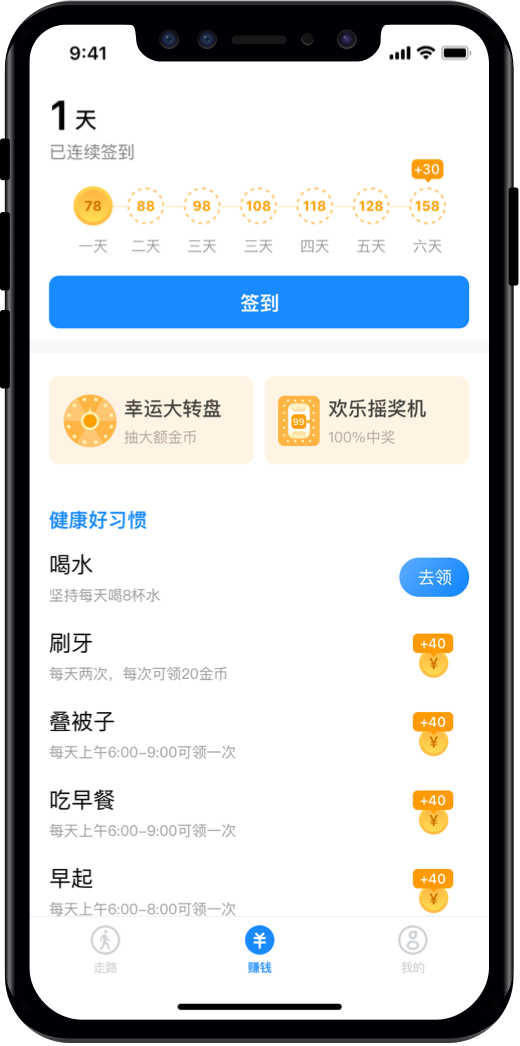 9:41
1 天
已连续签到
+30
78 88 98 108 118 128 158
一天 二天 三天 三天 四天 五天 六天
签到
幸运大转盘
抽大额金币
99
欢乐摇奖机
100%中奖
健康好习惯
喝水
坚持每天喝8杯水
去领
刷牙
每天两次，每次可领20金币
+40
¥
叠被子
每天上午6:00-9:00可领一次
+40
¥
吃早餐
每天上午6:00-9:00可领一次
+40
¥
早起
每天上午6:00-8:00可领一次
+40
¥
走路 赚钱 我的